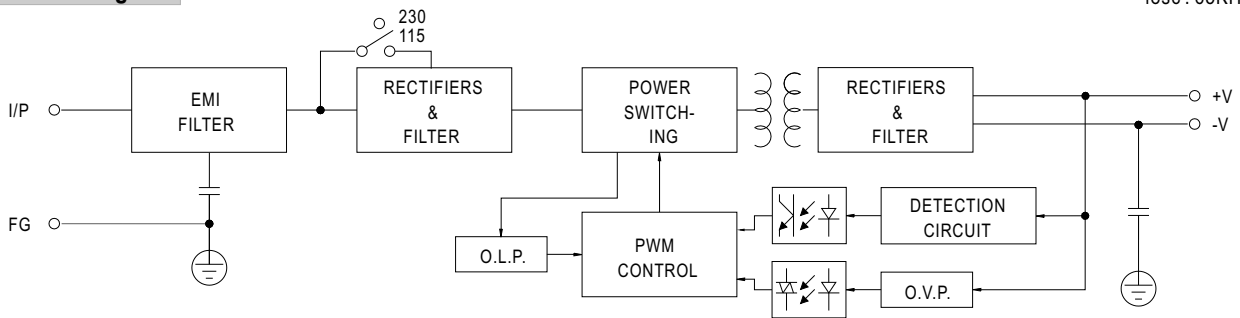 230
115
I/P
EMI
FILTER
RECTIFIERS
&
FILTER
POWER
SWITCH-
ING
RECTIFIERS
&
FILTER
+V
-V
FG
O.L.P.
PWM
CONTROL
DETECTION
CIRCUIT
O.V.P.